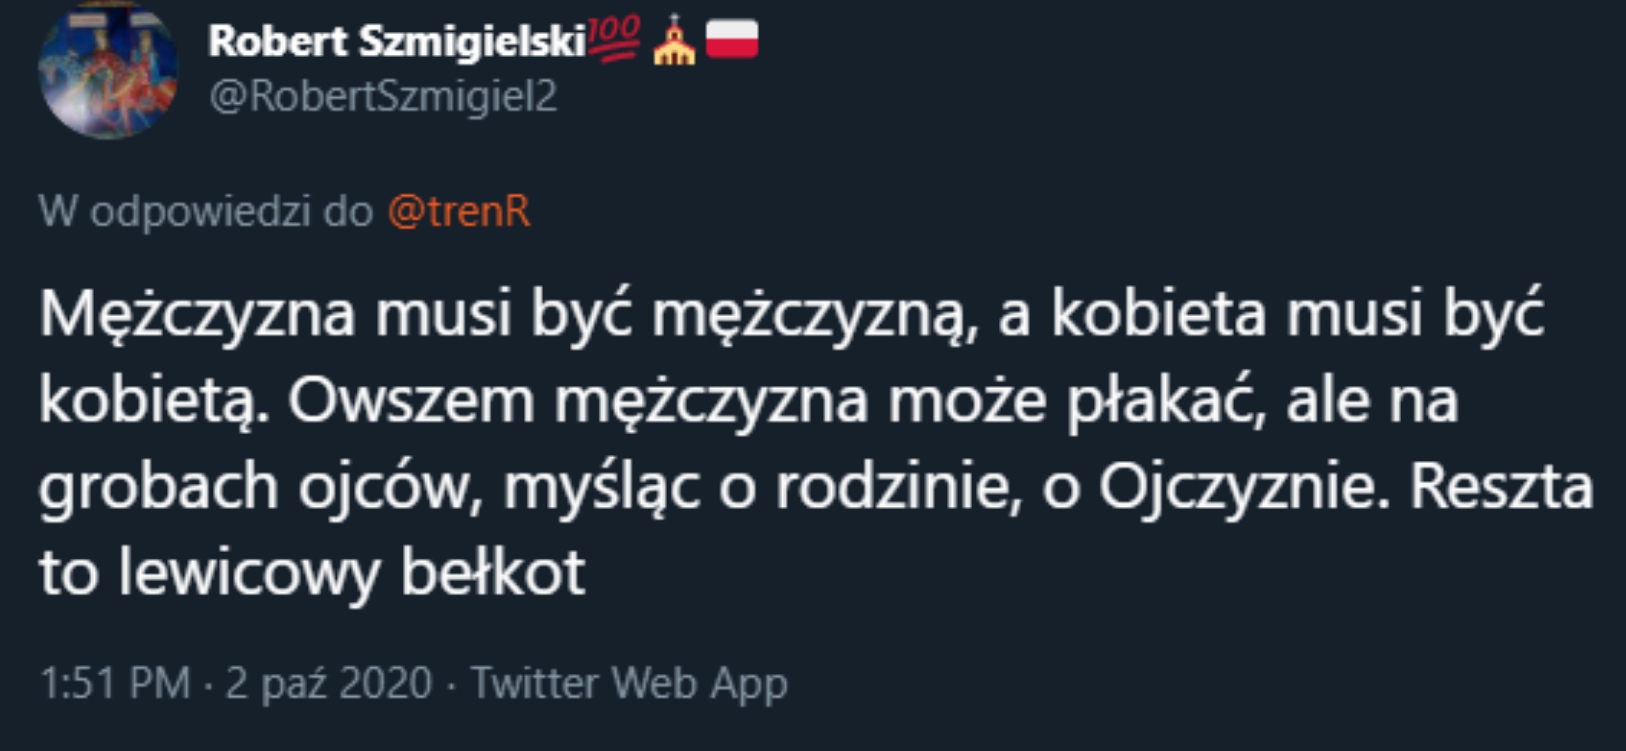 Robert Szmigielski💯⛪🇵🇱
@RobertSzmigiel2
W odpowiedzi do @trenR
Mężczyzna musi być mężczyzną, a kobieta musi być
kobietą. Owszem mężczyzna może płakać, ale na
grobach ojców, myśląc o rodzinie, o Ojczyznie. Reszta
to lewicowy bełkot
1:51 PM · 2 paź 2020 · Twitter Web App